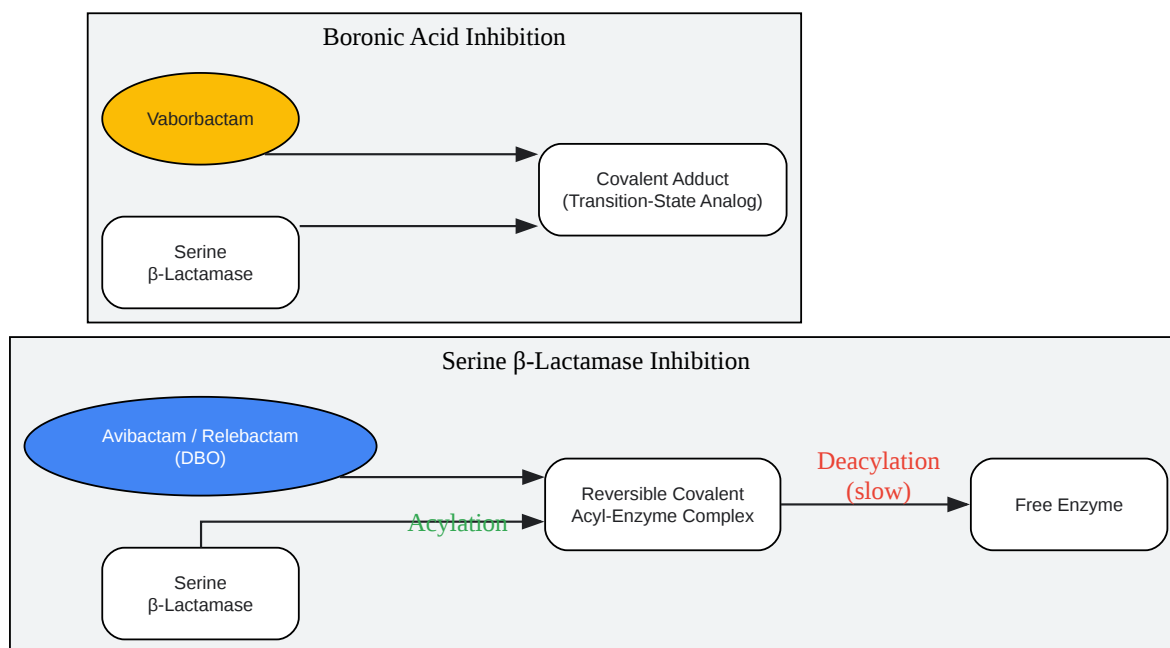 Boronic Acid Inhibition
Vaborbactam
Covalent Adduct
(Transition-State Analog)
Serine
β-Lactamase
Serine β-Lactamase Inhibition
Avibactam / Relebactam
(DBO)
Acylation
Serine
β-Lactamase
Reversible Covalent
Acyl-Enzyme Complex
Deacylation
(slow)
Free Enzyme